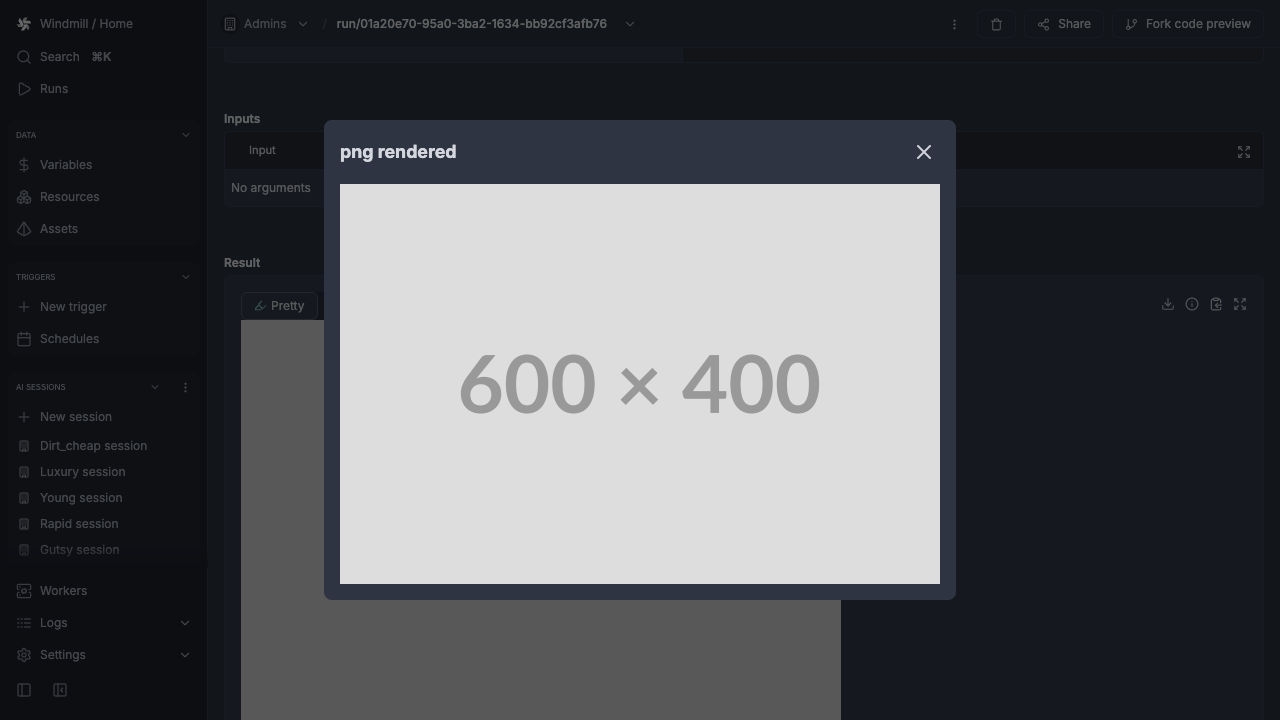 Windmill / Home
Search ⌘K
Runs
DATA
Variables
Resources
Assets
TRIGGERS
New trigger
Schedules
AI SESSIONS
New session
Dirt_cheap session
Luxury session
Young session
Rapid session
Gutsy session
Workers
Logs
Settings
Admins / run/01a20e70-95a0-3ba2-1634-bb92cf3afb76
Share
Fork code preview
Inputs
Input
No arguments
Result
Pretty
png rendered
600 × 400